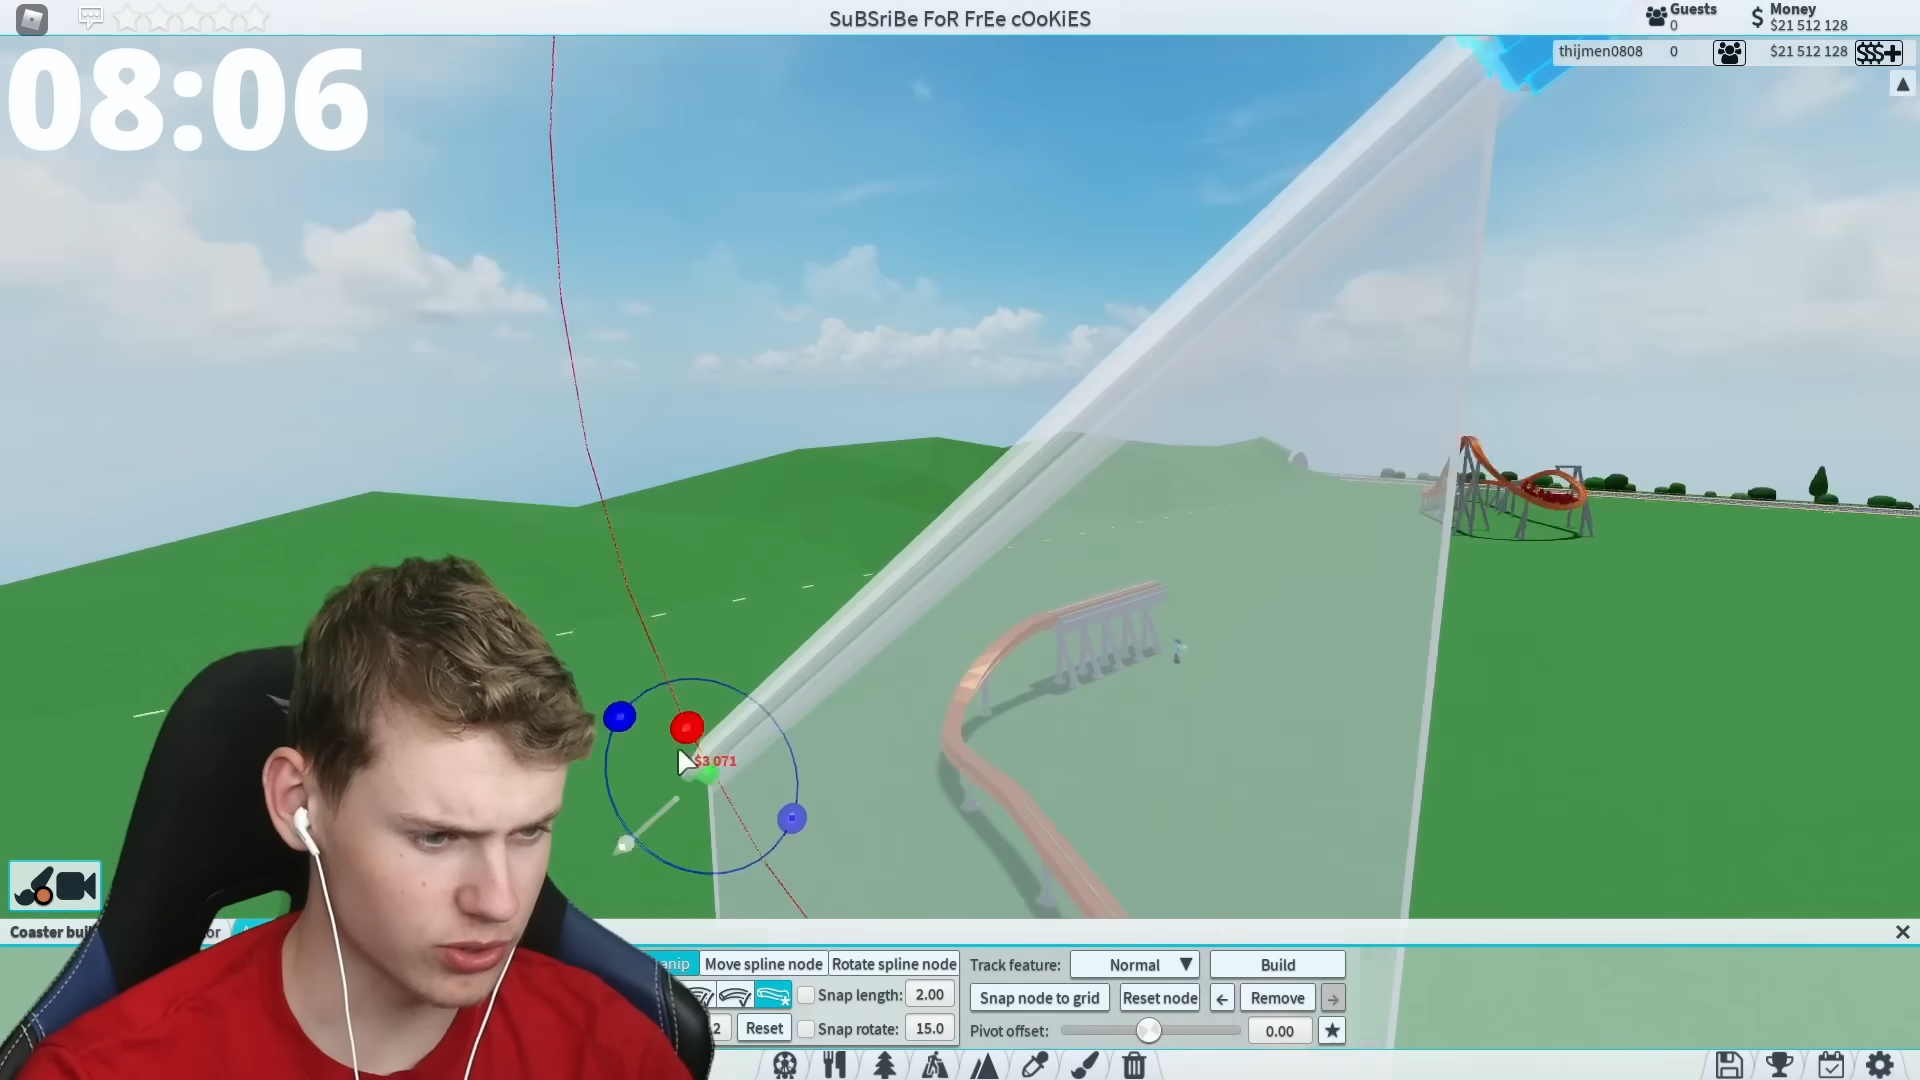 SuBSriBe FoR FrEe cOoKiES
Guests
0
Money
$21 512 128
thijmen0808 0 $21 512 128 $$$+
08:06
$3 071
Coaster bui
or
anip Move spline node Rotate spline node Track feature: Normal Build
Snap length: 2.00 Snap node to grid Reset node Remove
2 Reset Snap rotate: 15.0 Pivot offset: 0.00